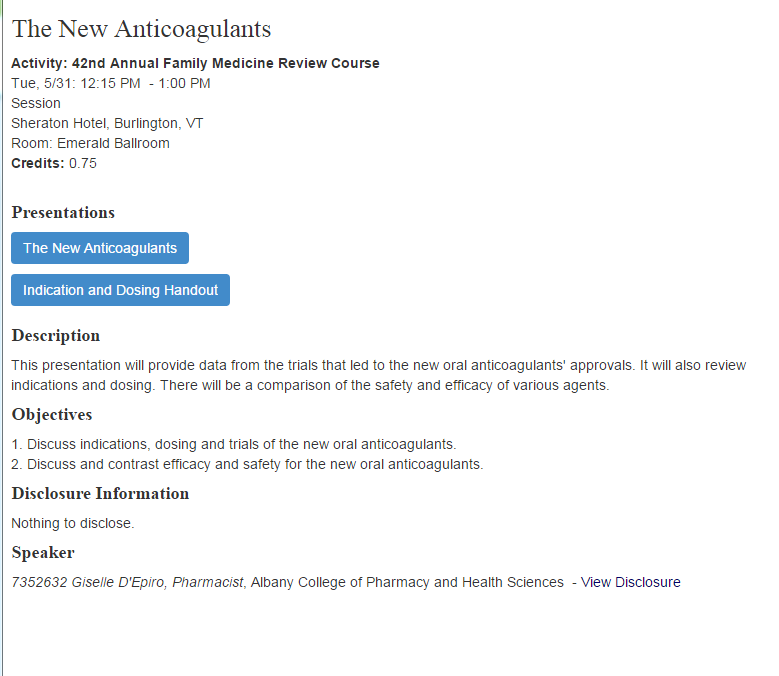 The New Anticoagulants
Activity: 42nd Annual Family Medicine Review Course
Tue, 5/31: 12:15 PM  - 1:00 PM
Session
Sheraton Hotel, Burlington, VT
Room: Emerald Ballroom
Credits: 0.75
Presentations
The New Anticoagulants
Indication and Dosing Handout
Description
This presentation will provide data from the trials that led to the new oral anticoagulants' approvals. It will also review
indications and dosing. There will be a comparison of the safety and efficacy of various agents.
Objectives
1. Discuss indications, dosing and trials of the new oral anticoagulants.
2. Discuss and contrast efficacy and safety for the new oral anticoagulants.
Disclosure Information
Nothing to disclose.
Speaker
7352632 Giselle D'Epiro, Pharmacist, Albany College of Pharmacy and Health Sciences  - View Disclosure